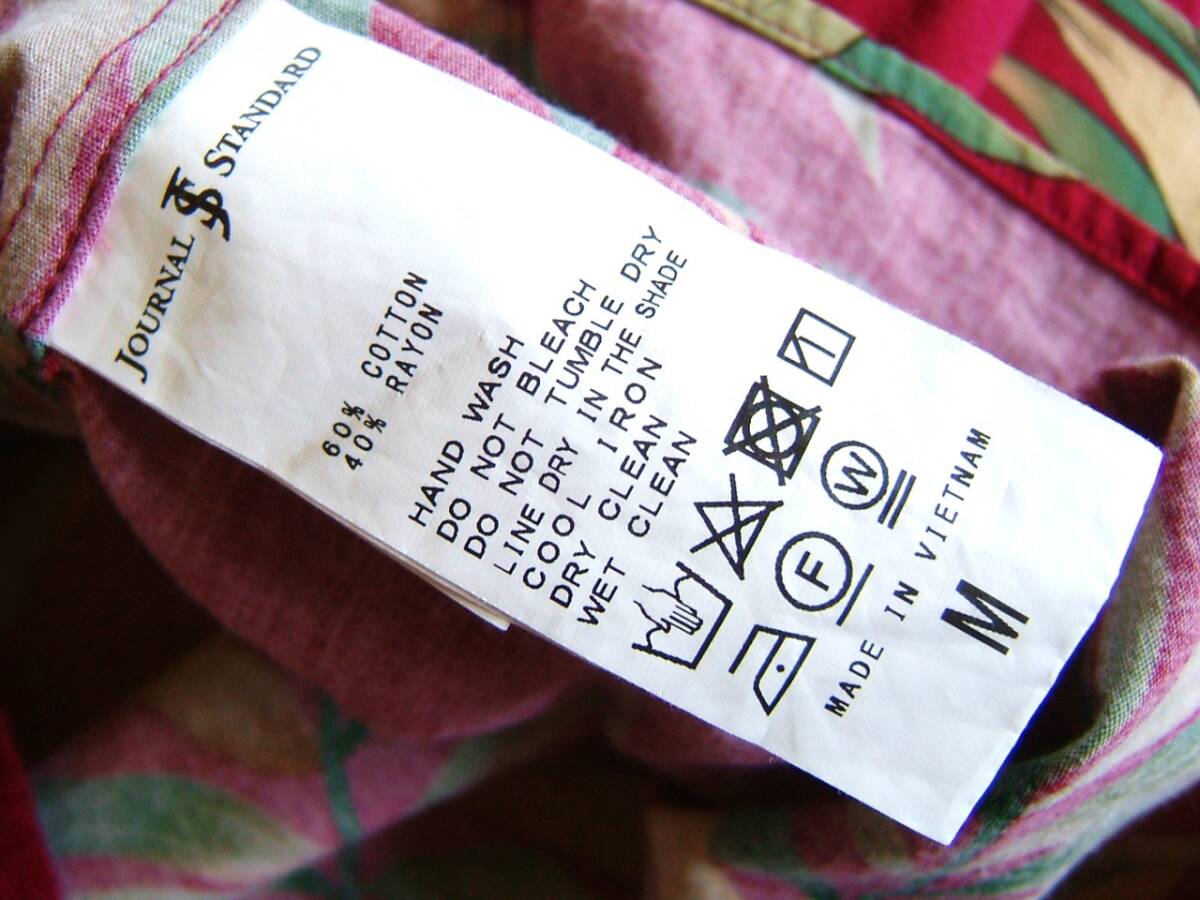 JOURNAL JS STANDARD
60% COTTON
40% RAYON
HAND WASH
DO NOT BLEACH
DO NOT TUMBLE DRY
LINE DRY IN THE SHADE
COOL IRON
DRY CLEAN
WET CLEAN
F
W
MADE IN VIETNAM
M